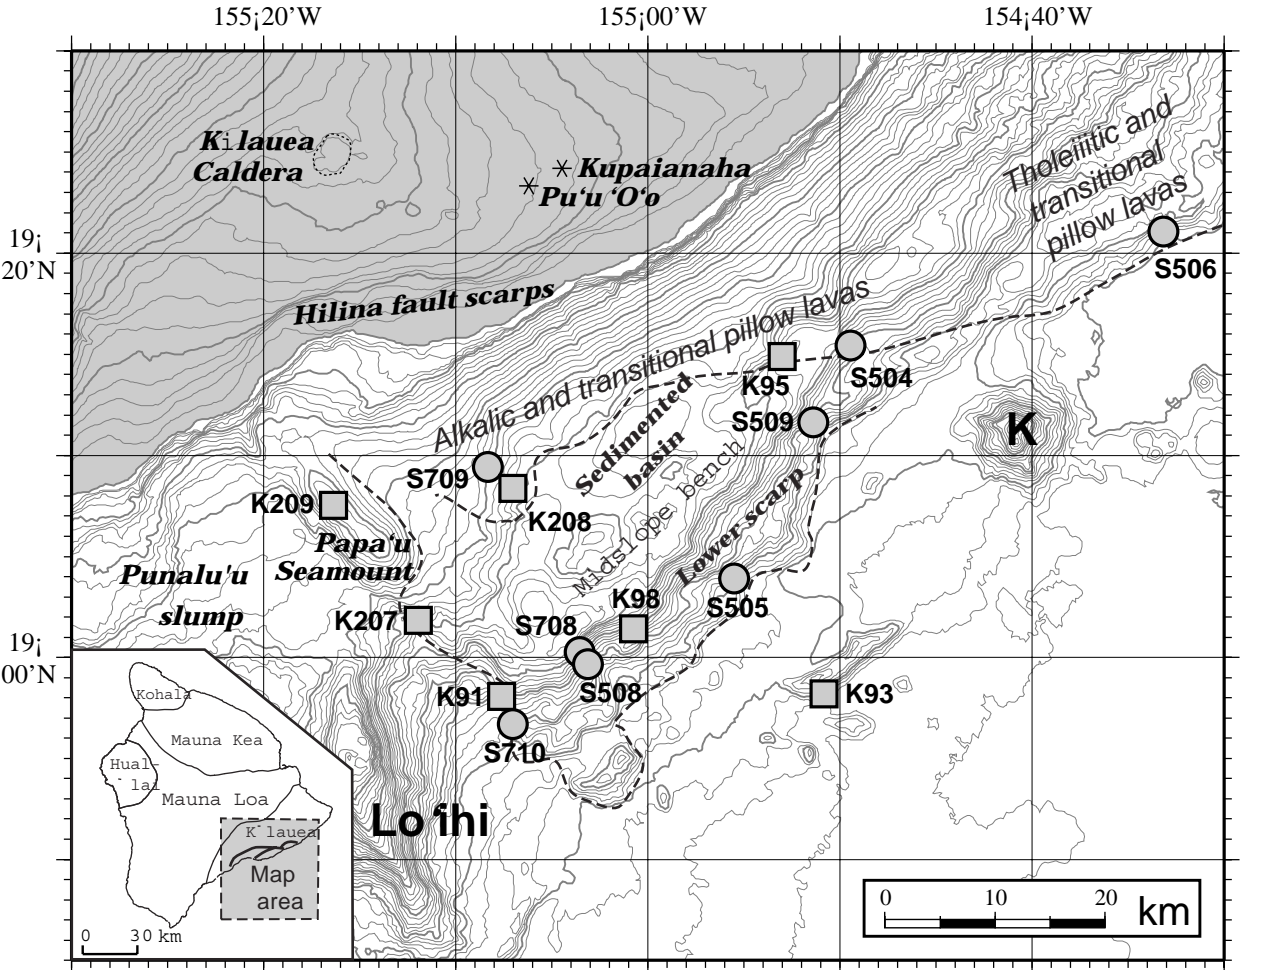 155¡20’W 155¡00’W 154¡40’W
19¡
20’N
19¡
00’N
Kilauea
Caldera
Kupaianaha
Pu‘u ‘O‘o
Hilina fault scarps
Tholeiiitic and
transitional
pillow lavas
S506
Alkalic and transitional pillow lavas
K95
S504
S509
K
Sedimented
basin
Midslope bench
Lower scarp
S709
K208
K209
Papa‘u
Seamount
Punalu'u
slump
K207
K98
S505
S708
S508
K91
S710
K93
Lo‘ihi
Kohala
Mauna Kea
Hual-
lai
Mauna Loa
K lauea
Map
area
0 30 km
0 10 20
km